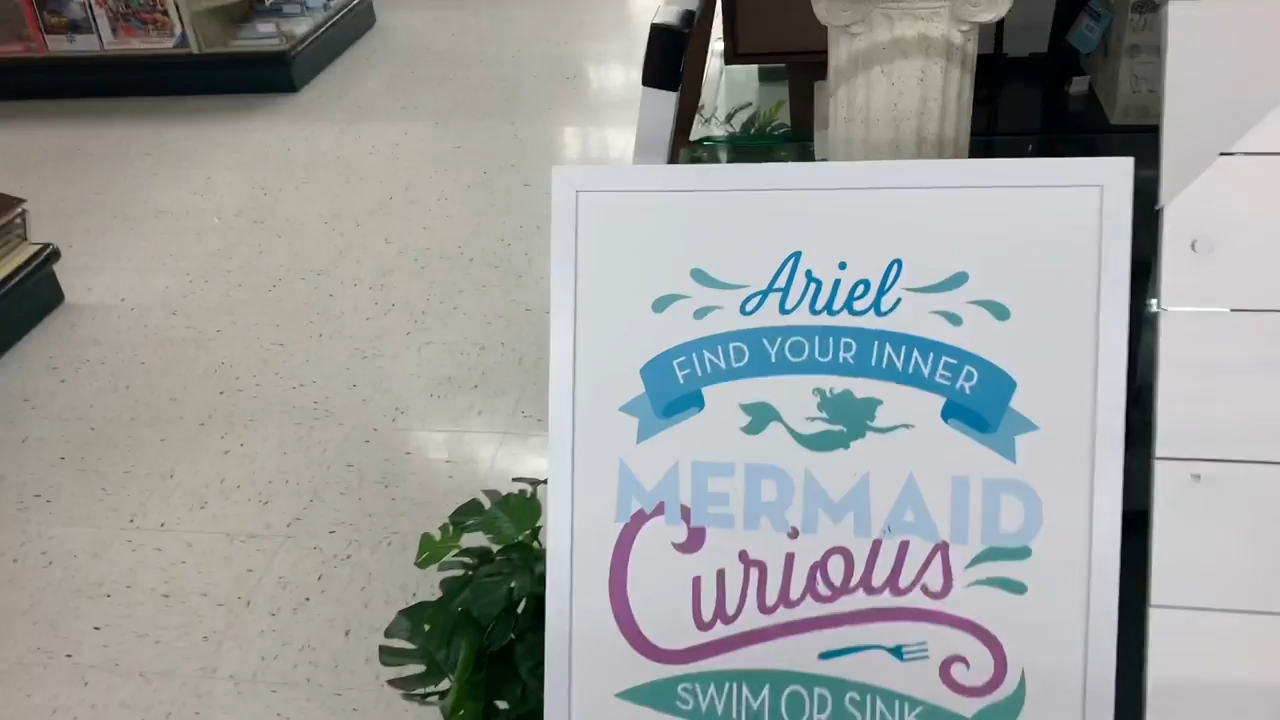 Ariel
FIND YOUR INNER
MERMAID
Curious
SWIM OR SINK